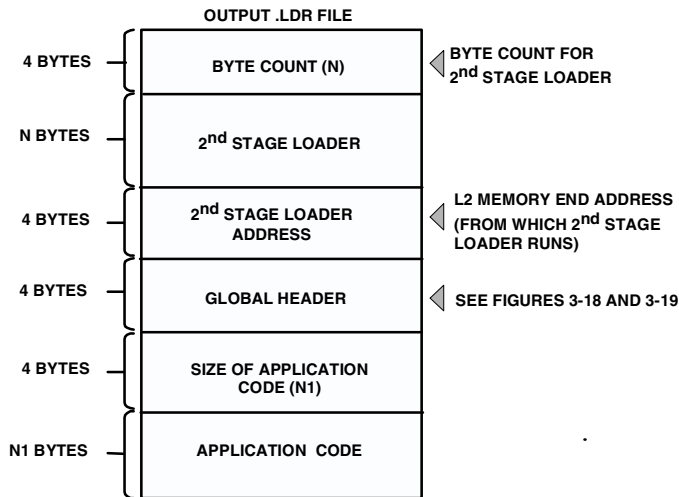 OUTPUT .LDR FILE
4 BYTES
BYTE COUNT (N)
BYTE COUNT FOR
2nd STAGE LOADER
N BYTES
2nd STAGE LOADER
4 BYTES
2nd STAGE LOADER
ADDRESS
L2 MEMORY END ADDRESS
(FROM WHICH 2nd STAGE
LOADER RUNS)
4 BYTES
GLOBAL HEADER
SEE FIGURES 3-18 AND 3-19
4 BYTES
SIZE OF APPLICATION
CODE (N1)
N1 BYTES
APPLICATION CODE